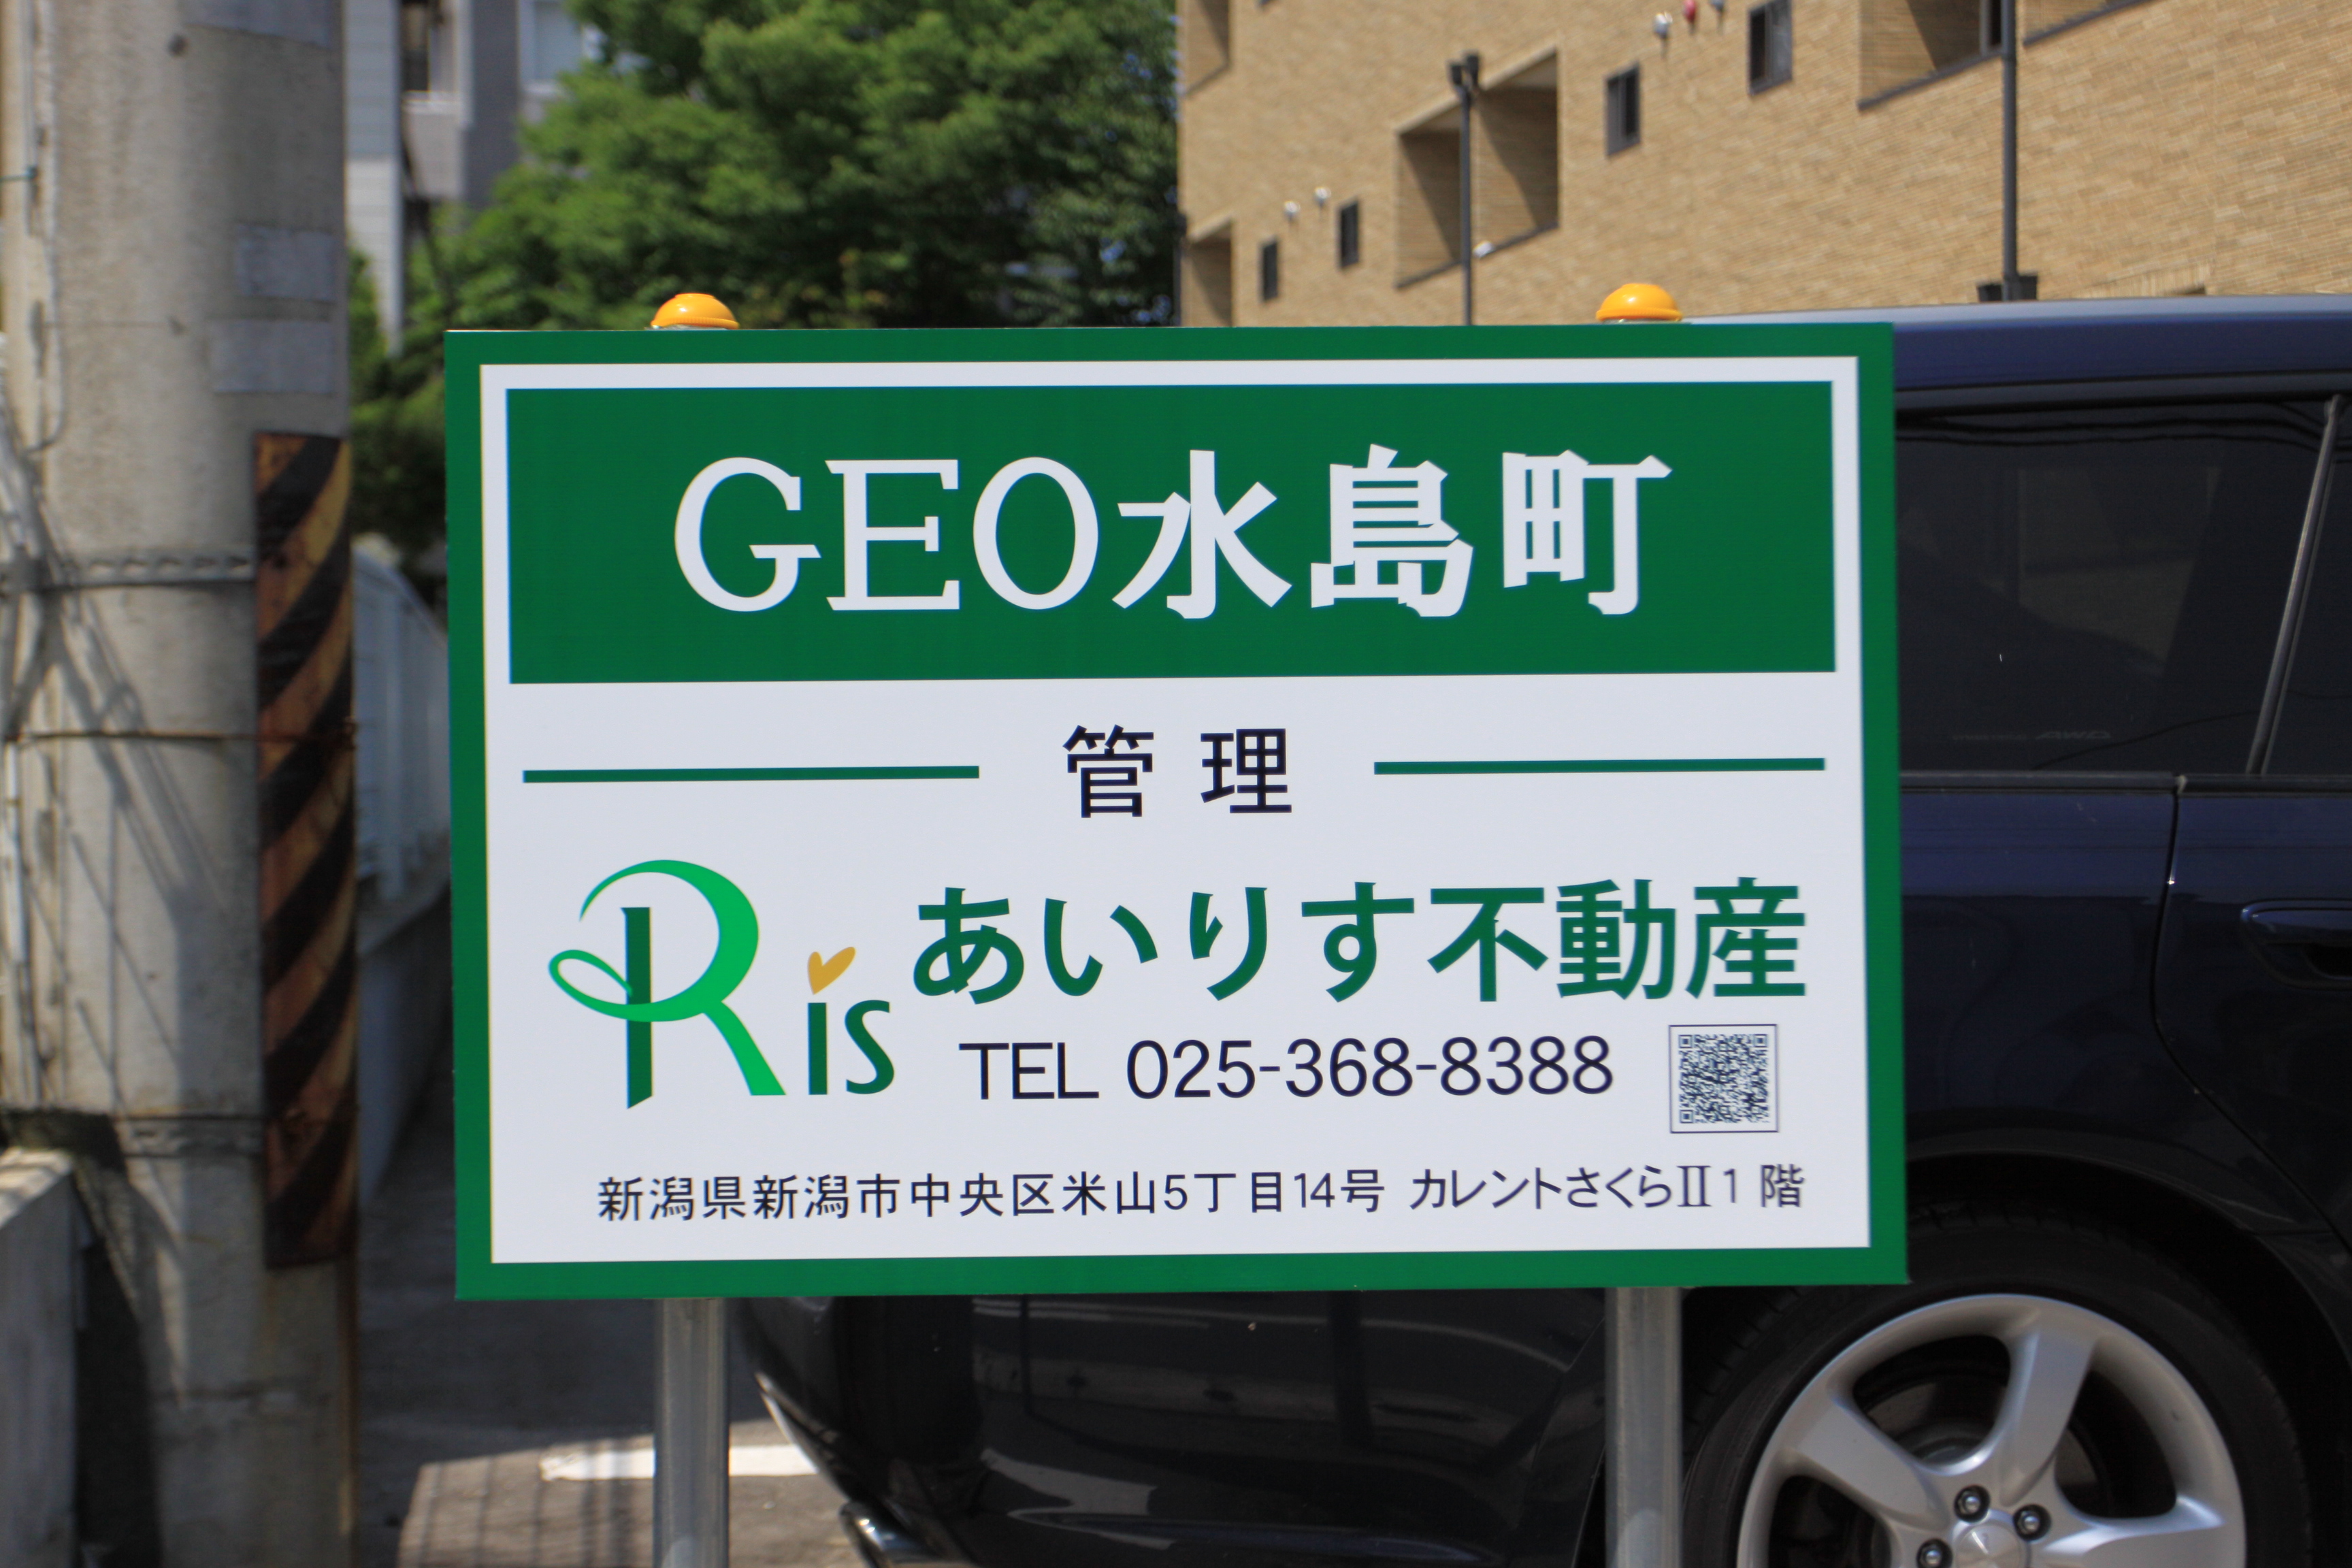 GEO水島町
管理
Ris
あいりす不動産
TEL 025-368-8388
新潟県新潟市中央区米山5丁目14号 カレントさくらⅡ1階
AWD